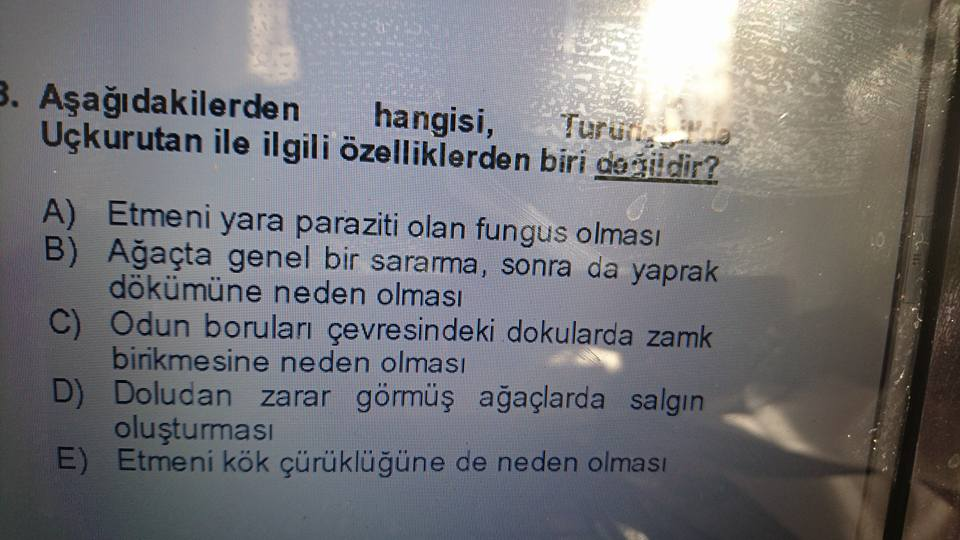 3. Aşağıdakilerden hangisi, Turunçgil'de
Uçkurutan ile ilgili özelliklerden biri değildir?
A) Etmeni yara paraziti olan fungus olması
B) Ağaçta genel bir sararma, sonra da yaprak
dökümüne neden olması
C) Odun boruları çevresindeki dokularda zamk
birikmesine neden olması
D) Doludan zarar görmüş ağaçlarda salgın
oluşturması
E) Etmeni kök çürüklüğüne de neden olması